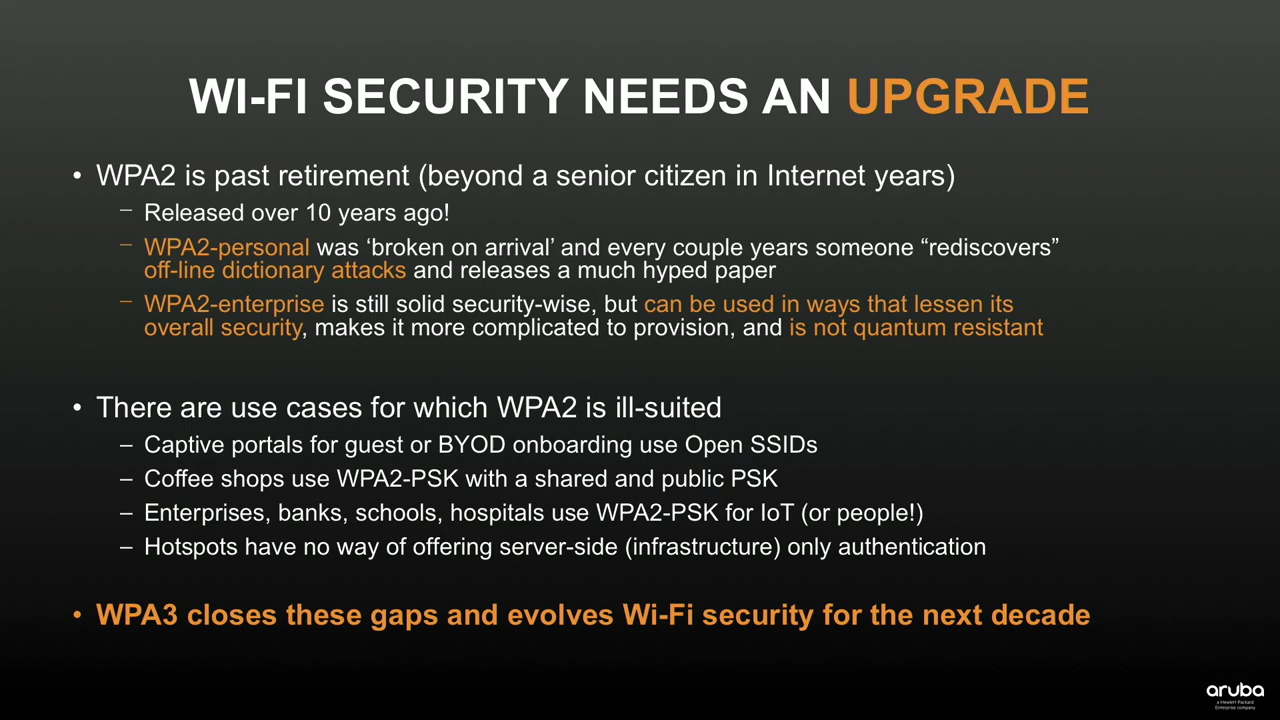 WI-FI SECURITY NEEDS AN UPGRADE
• WPA2 is past retirement (beyond a senior citizen in Internet years)
– Released over 10 years ago!
– WPA2-personal was ‘broken on arrival’ and every couple years someone “rediscovers”
off-line dictionary attacks and releases a much hyped paper
– WPA2-enterprise is still solid security-wise, but can be used in ways that lessen its
overall security, makes it more complicated to provision, and is not quantum resistant
• There are use cases for which WPA2 is ill-suited
– Captive portals for guest or BYOD onboarding use Open SSIDs
– Coffee shops use WPA2-PSK with a shared and public PSK
– Enterprises, banks, schools, hospitals use WPA2-PSK for IoT (or people!)
– Hotspots have no way of offering server-side (infrastructure) only authentication
• WPA3 closes these gaps and evolves Wi-Fi security for the next decade
aruba
a Hewlett Packard
Enterprise company